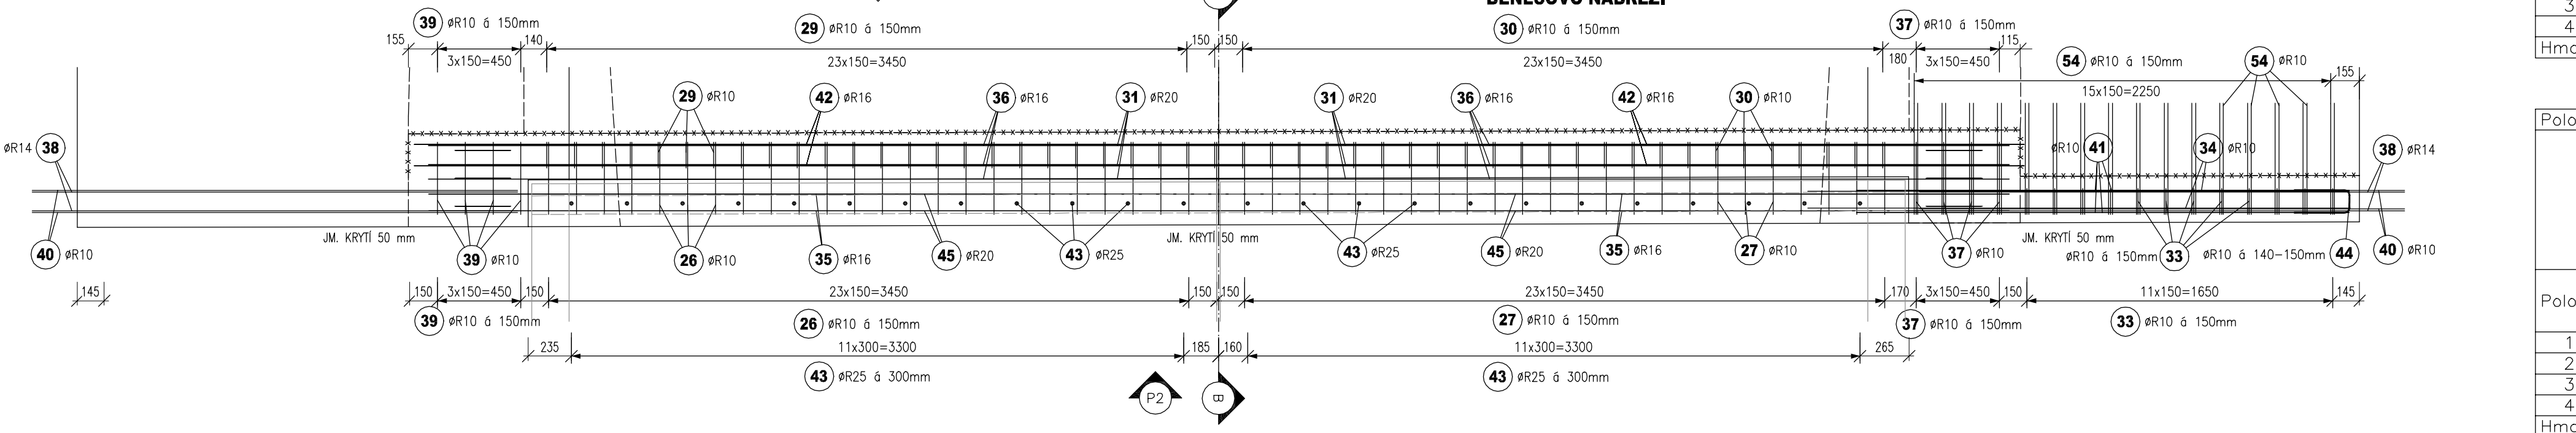 39 øR10 á 150mm
29 øR10 á 150mm
30 øR10 á 150mm
37 øR10 á 150mm
3
4
Hmo
155
140
150
150
115
3x150=450
23x150=3450
23x150=3450
180
3x150=450
54 øR10 á 150mm
54 øR10
155
15x150=2250
29 øR10
42 øR16
36 øR16
31 øR20
31 øR20
36 øR16
42 øR16
30 øR10
Polo
øR14 38
øR10 41
34 øR10
38 øR14
40 øR10
JM. KRYTÍ 50 mm
39 øR10
26 øR10
35 øR16
45 øR20
43 øR25
JM. KRYTÍ 50 mm
43 øR25
45 øR20
35 øR16
27 øR10
37 øR10
JM. KRYTÍ 50 mm
øR10 á 150mm 33 øR10 á 140-150mm
44
40 øR10
145
150
3x150=450
150
23x150=3450
150
150
23x150=3450
170
3x150=450
150
11x150=1650
145
Polo
39 øR10 á 150mm
26 øR10 á 150mm
27 øR10 á 150mm
37 øR10 á 150mm
33 øR10 á 150mm
235
11x300=3300
185
160
11x300=3300
265
1
2
3
4
Hmo
43 øR25 á 300mm
43 øR25 á 300mm
P2
B